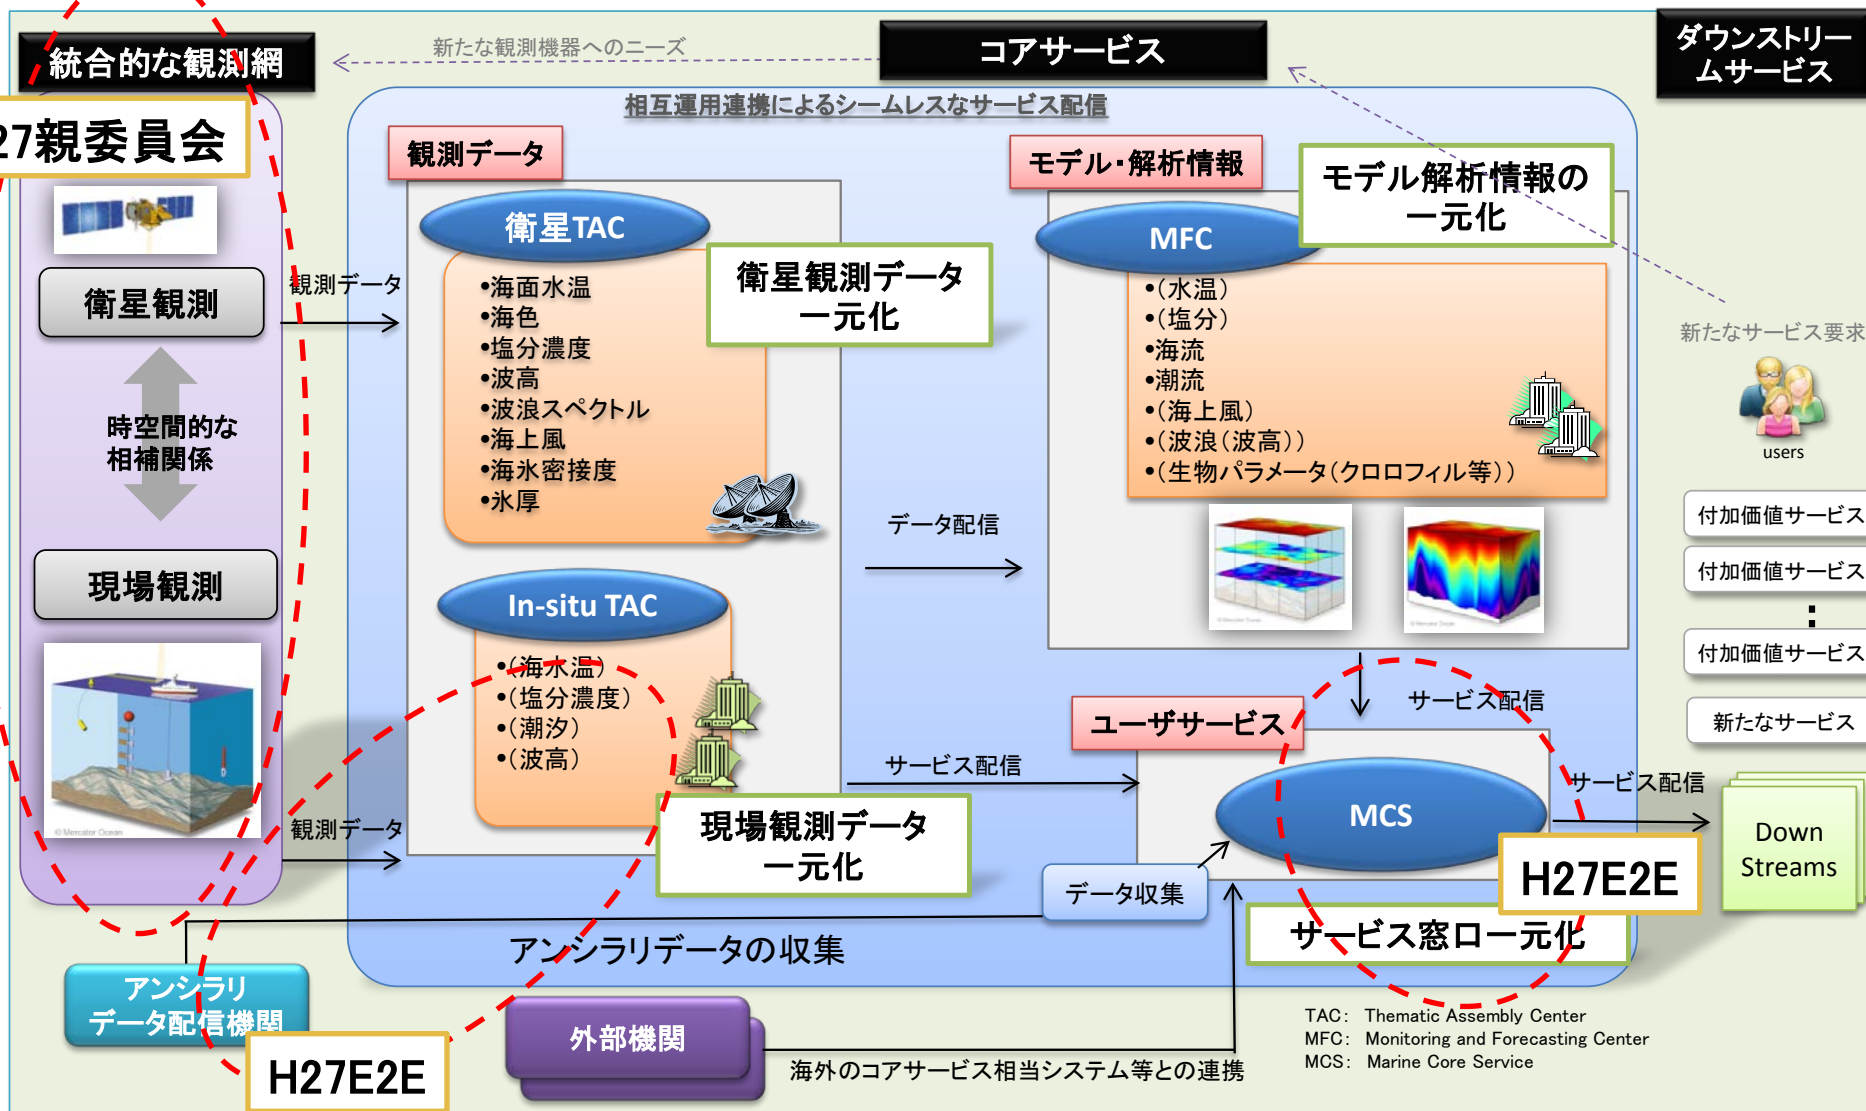 統合的な観測網
新たな観測機器へのニーズ
コアサービス
ダウンストリー
ムサービス
27親委員会
相互運用連携によるシームレスなサービス配信
観測データ
モデル・解析情報
モデル解析情報の
一元化
衛星TAC
MFC
衛星観測データ
一元化
衛星観測
観測データ
•海面水温
•海色
•塩分濃度
•波高
•波浪スペクトル
•海上風
•海氷密接度
•氷厚
•(水温)
•(塩分)
•海流
•潮流
•(海上風)
•(波浪(波高))
•(生物パラメータ(クロロフィル等))
新たなサービス要求
users
時空間的な
相補関係
データ配信
付加価値サービス
付加価値サービス
⋮
付加価値サービス
新たなサービス
現場観測
In-situ TAC
•(海水温)
•(塩分濃度)
•(潮汐)
•(波高)
© Mercator Ocean
© Mercator Ocean
© Mercator Ocean
サービス配信
ユーザサービス
サービス配信
MCS
サービス配信
Down
Streams
観測データ
現場観測データ
一元化
データ収集
H27E2E
サービス窓口一元化
アンシラリデータの収集
アンシラリ
データ配信機関
H27E2E
外部機関
海外のコアサービス相当システム等との連携
TAC: Thematic Assembly Center
MFC: Monitoring and Forecasting Center
MCS: Marine Core Service